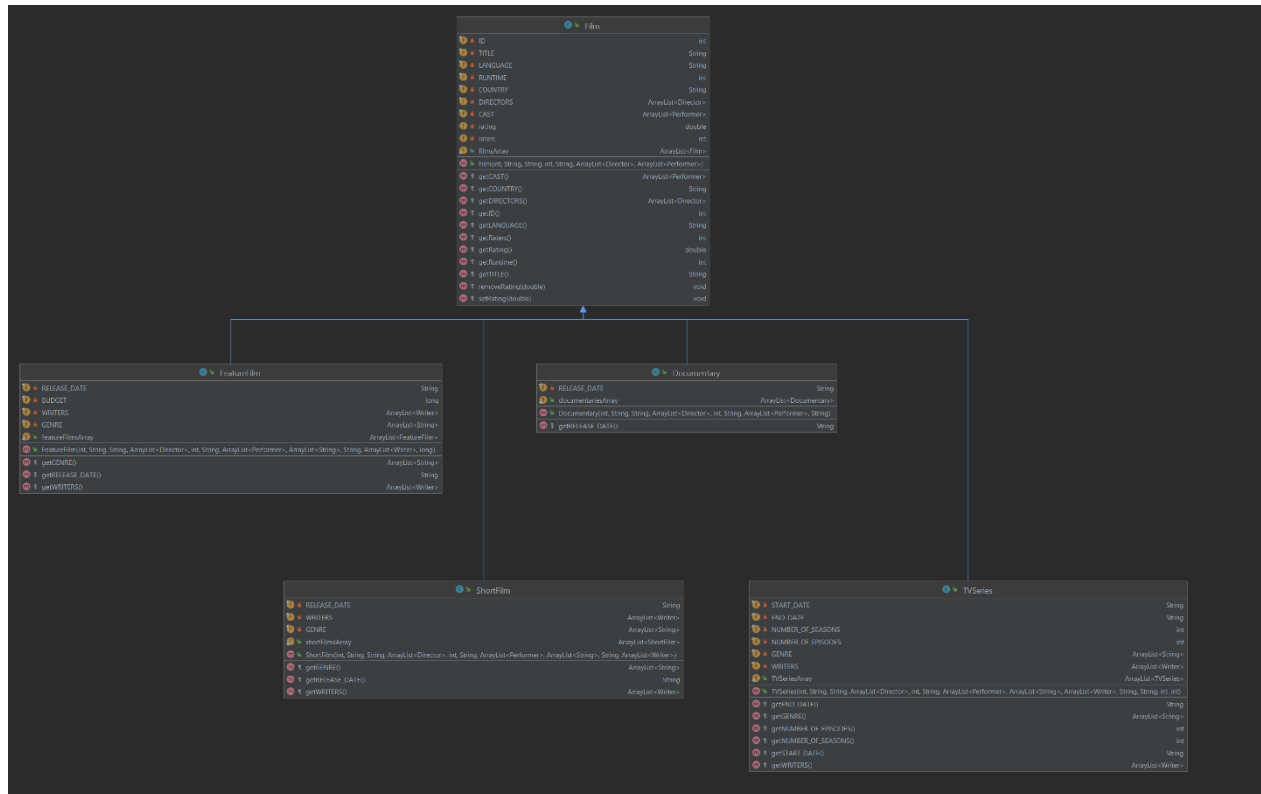 Film
ID int
TITLE String
LANGUAGE String
RUNTIME int
COUNTRY String
DIRECTORS ArrayList<Director>
CAST ArrayList<Performer>
rating double
raters int
filmsArray ArrayList<Film>
Film(int, String, String, int, String, ArrayList<Director>, ArrayList<Performer>)
getCAST() ArrayList<Performer>
getCOUNTRY() String
getDIRECTORS() ArrayList<Director>
getID() int
getLANGUAGE() String
getRaters() int
getRating() double
getRuntime() int
getTITLE() String
removeRating(double) void
setRating(double) void
FeatureFilm
RELEASE_DATE String
BUDGET long
WRITERS ArrayList<Writer>
GENRE ArrayList<String>
featureFilmsArray ArrayList<FeatureFilm>
FeatureFilm(int, String, String, ArrayList<Director>, int, String, ArrayList<Performer>, ArrayList<String>, String, ArrayList<Writer>, long)
getGENRE() ArrayList<String>
getRELEASE_DATE() String
getWRITERS() ArrayList<Writer>
Documentary
RELEASE_DATE String
documentariesArray ArrayList<Documentary>
Documentary(int, String, String, ArrayList<Director>, int, String, ArrayList<Performer>, String)
getRELEASE_DATE() String
ShortFilm
RELEASE_DATE String
WRITERS ArrayList<Writer>
GENRE ArrayList<String>
shortFilmsArray ArrayList<ShortFilm>
ShortFilm(int, String, String, ArrayList<Director>, int, String, ArrayList<Performer>, ArrayList<String>, String, ArrayList<Writer>)
getGENRE() ArrayList<String>
getRELEASE_DATE() String
getWRITERS() ArrayList<Writer>
TVSeries
START_DATE String
END_DATE String
NUMBER_OF_SEASONS int
NUMBER_OF_EPISODES int
GENRE ArrayList<String>
WRITERS ArrayList<Writer>
TVSeriesArray ArrayList<TVSeries>
TVSeries(int, String, String, ArrayList<Director>, int, String, ArrayList<Performer>, ArrayList<String>, ArrayList<Writer>, String, String, int, int)
getEND_DATE() String
getGENRE() ArrayList<String>
getNUMBER_OF_EPISODES() int
getNUMBER_OF_SEASONS() int
getSTART_DATE() String
getWRITERS() ArrayList<Writer>